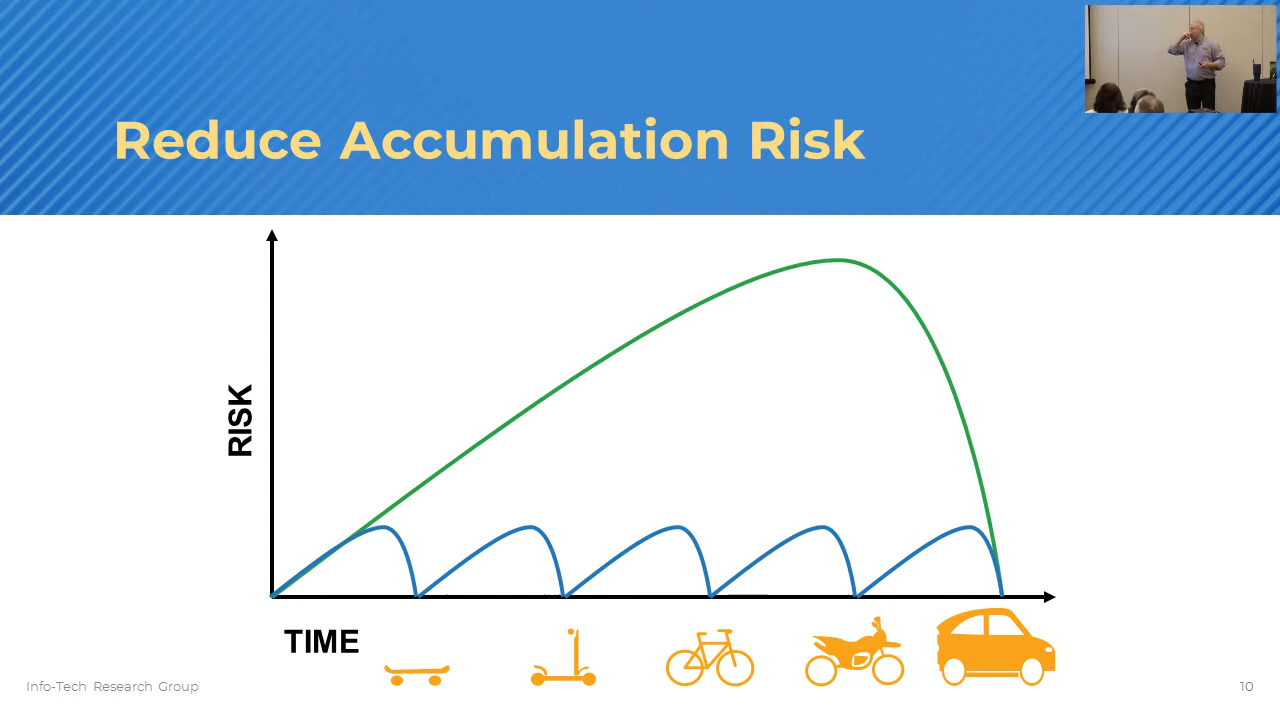 Reduce Accumulation Risk
RISK
TIME
Info-Tech Research Group
10